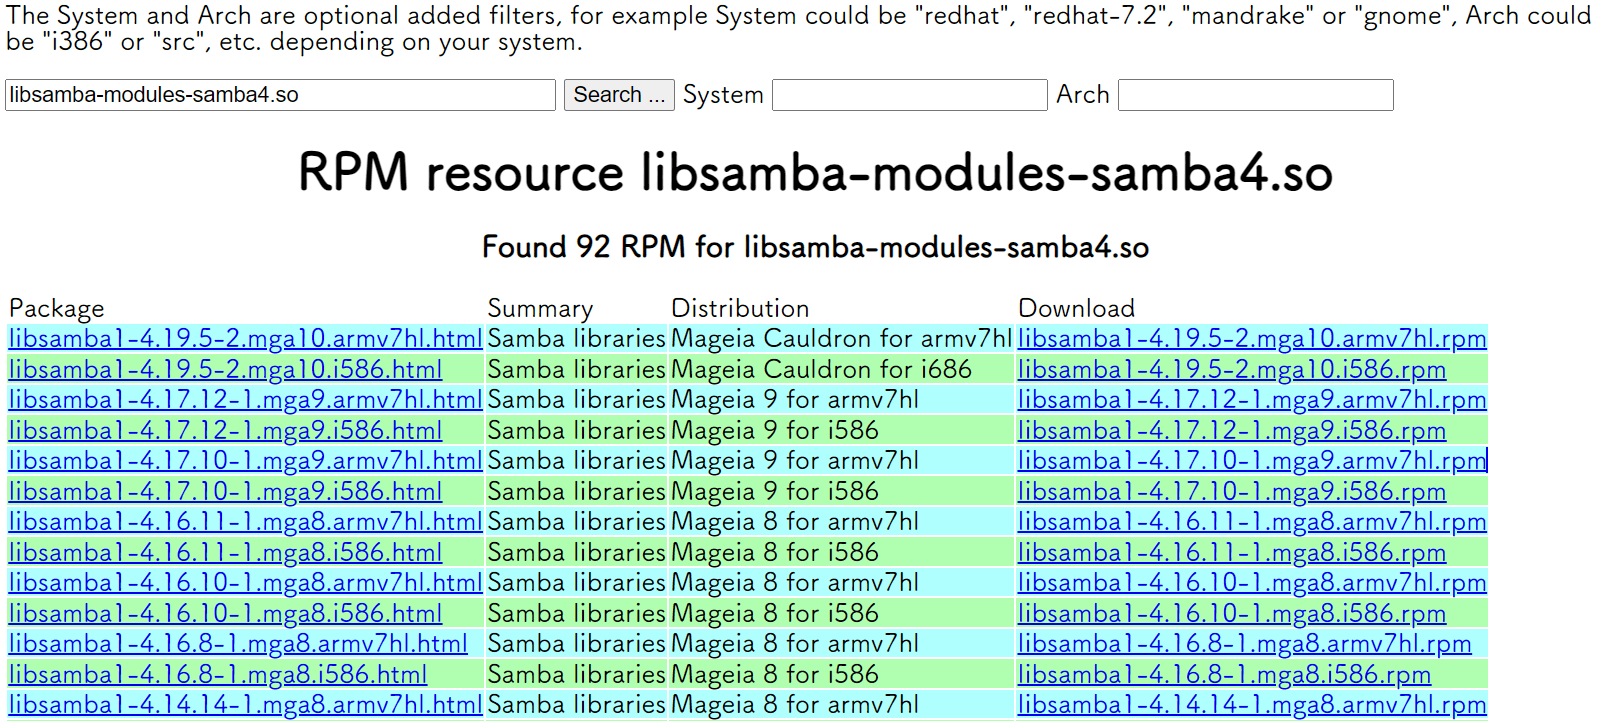 The System and Arch are optional added filters, for example System could be "redhat", "redhat-7.2", "mandrake" or "gnome", Arch could
be "i386" or "src", etc. depending on your system.
libsamba-modules-samba4.so Search ... System Arch
RPM resource libsamba-modules-samba4.so
Found 92 RPM for libsamba-modules-samba4.so
Package Summary Distribution Download
libsamba1-4.19.5-2.mga10.armv7hl.html Samba libraries Mageia Cauldron for armv7hl libsamba1-4.19.5-2.mga10.armv7hl.rpm
libsamba1-4.19.5-2.mga10.i586.html Samba libraries Mageia Cauldron for i686 libsamba1-4.19.5-2.mga10.i586.rpm
libsamba1-4.17.12-1.mga9.armv7hl.html Samba libraries Mageia 9 for armv7hl libsamba1-4.17.12-1.mga9.armv7hl.rpm
libsamba1-4.17.12-1.mga9.i586.html Samba libraries Mageia 9 for i586 libsamba1-4.17.12-1.mga9.i586.rpm
libsamba1-4.17.10-1.mga9.armv7hl.html Samba libraries Mageia 9 for armv7hl libsamba1-4.17.10-1.mga9.armv7hl.rpm
libsamba1-4.17.10-1.mga9.i586.html Samba libraries Mageia 9 for i586 libsamba1-4.17.10-1.mga9.i586.rpm
libsamba1-4.16.11-1.mga8.armv7hl.html Samba libraries Mageia 8 for armv7hl libsamba1-4.16.11-1.mga8.armv7hl.rpm
libsamba1-4.16.11-1.mga8.i586.html Samba libraries Mageia 8 for i586 libsamba1-4.16.11-1.mga8.i586.rpm
libsamba1-4.16.10-1.mga8.armv7hl.html Samba libraries Mageia 8 for armv7hl libsamba1-4.16.10-1.mga8.armv7hl.rpm
libsamba1-4.16.10-1.mga8.i586.html Samba libraries Mageia 8 for i586 libsamba1-4.16.10-1.mga8.i586.rpm
libsamba1-4.16.8-1.mga8.armv7hl.html Samba libraries Mageia 8 for armv7hl libsamba1-4.16.8-1.mga8.armv7hl.rpm
libsamba1-4.16.8-1.mga8.i586.html Samba libraries Mageia 8 for i586 libsamba1-4.16.8-1.mga8.i586.rpm
libsamba1-4.14.14-1.mga8.armv7hl.html Samba libraries Mageia 8 for armv7hl libsamba1-4.14.14-1.mga8.armv7hl.rpm